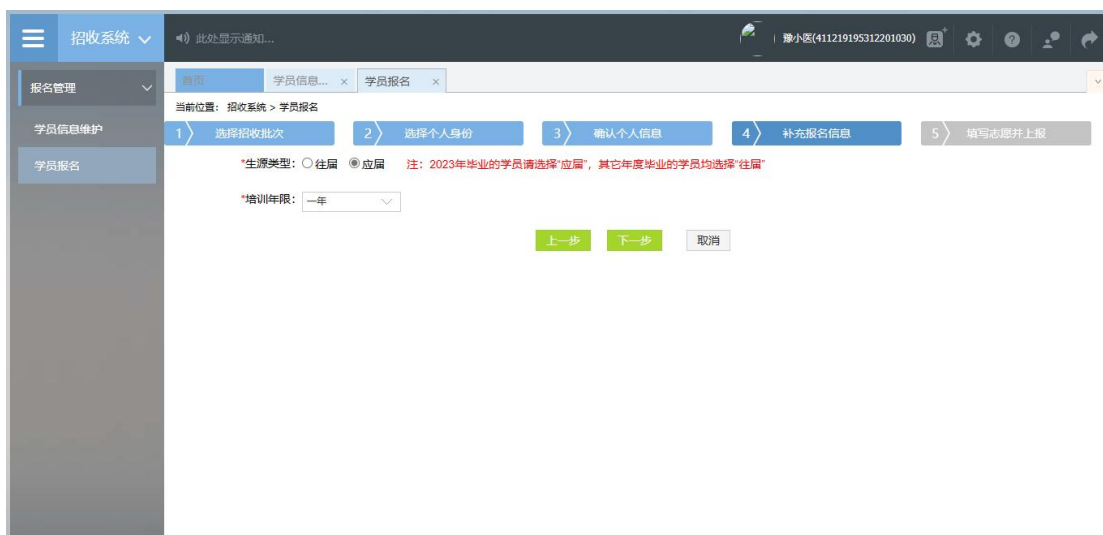 招收系统
此处显示通知...
豫小医(411219195312201030)
报名管理
学员信息维护
学员报名
首页
学员信息... ×
学员报名 ×
当前位置: 招收系统 > 学员报名
1 选择招收批次
2 选择个人身份
3 确认个人信息
4 补充报名信息
5 填写志愿并上报
*生源类型: 往届 应届 注:2023年毕业的学员请选择“应届”,其它年度毕业的学员均选择“往届”
*培训年限: 一年
上一步 下一步 取消